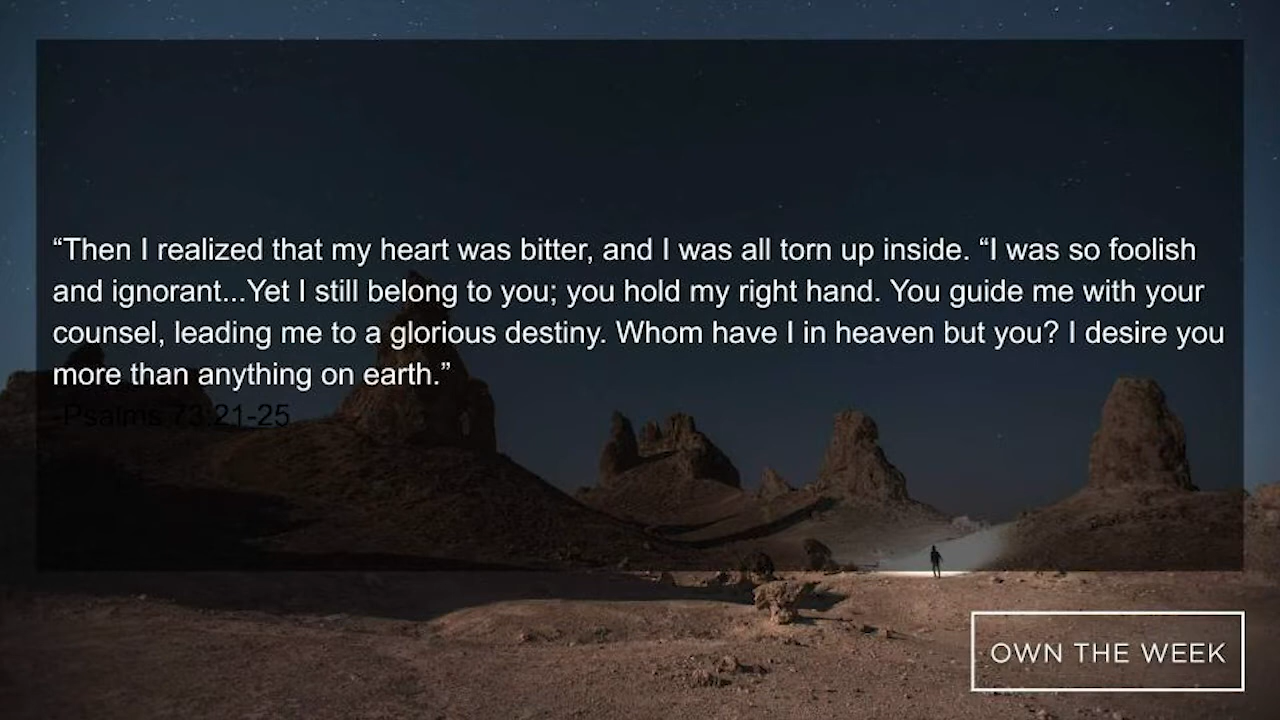 “Then I realized that my heart was bitter, and I was all torn up inside. “I was so foolish
and ignorant...Yet I still belong to you; you hold my right hand. You guide me with your
counsel, leading me to a glorious destiny. Whom have I in heaven but you? I desire you
more than anything on earth.”
-Psalms 73:21-25
OWN THE WEEK